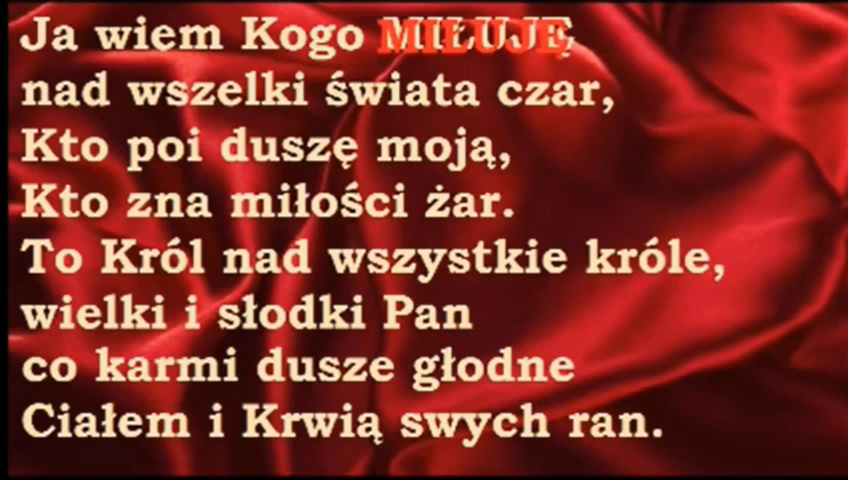 Ja wiem Kogo MIŁUJĘ
nad wszelki świata czar,
Kto poi duszę moją,
Kto zna miłości żar.
To Król nad wszystkie króle,
wielki i słodki Pan
co karmi dusze głodne
Ciałem i Krwią swych ran.